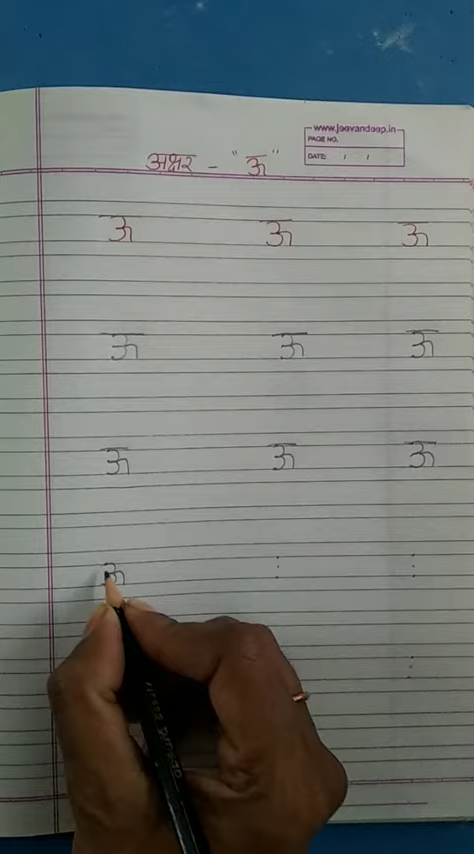 www.jeevandeep.in
PAGE NO.
DATE: / /
अक्षर - "ऊ"
ऊ ऊ ऊ
ऊ ऊ ऊ
ऊ ऊ ऊ
ऊ